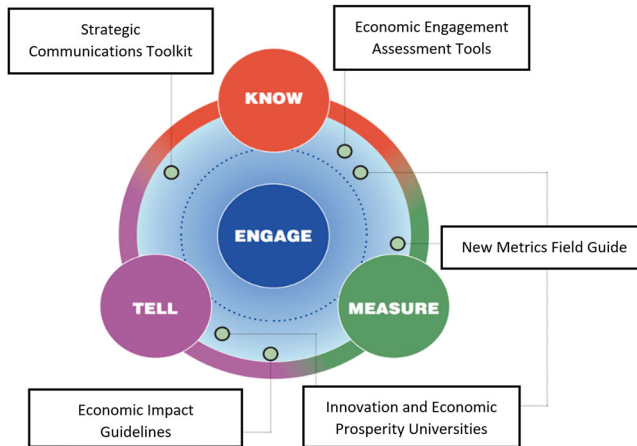 Strategic
Communications Toolkit
Economic Engagement
Assessment Tools
KNOW
ENGAGE
New Metrics Field Guide
TELL
MEASURE
Economic Impact
Guidelines
Innovation and Economic
Prosperity Universities